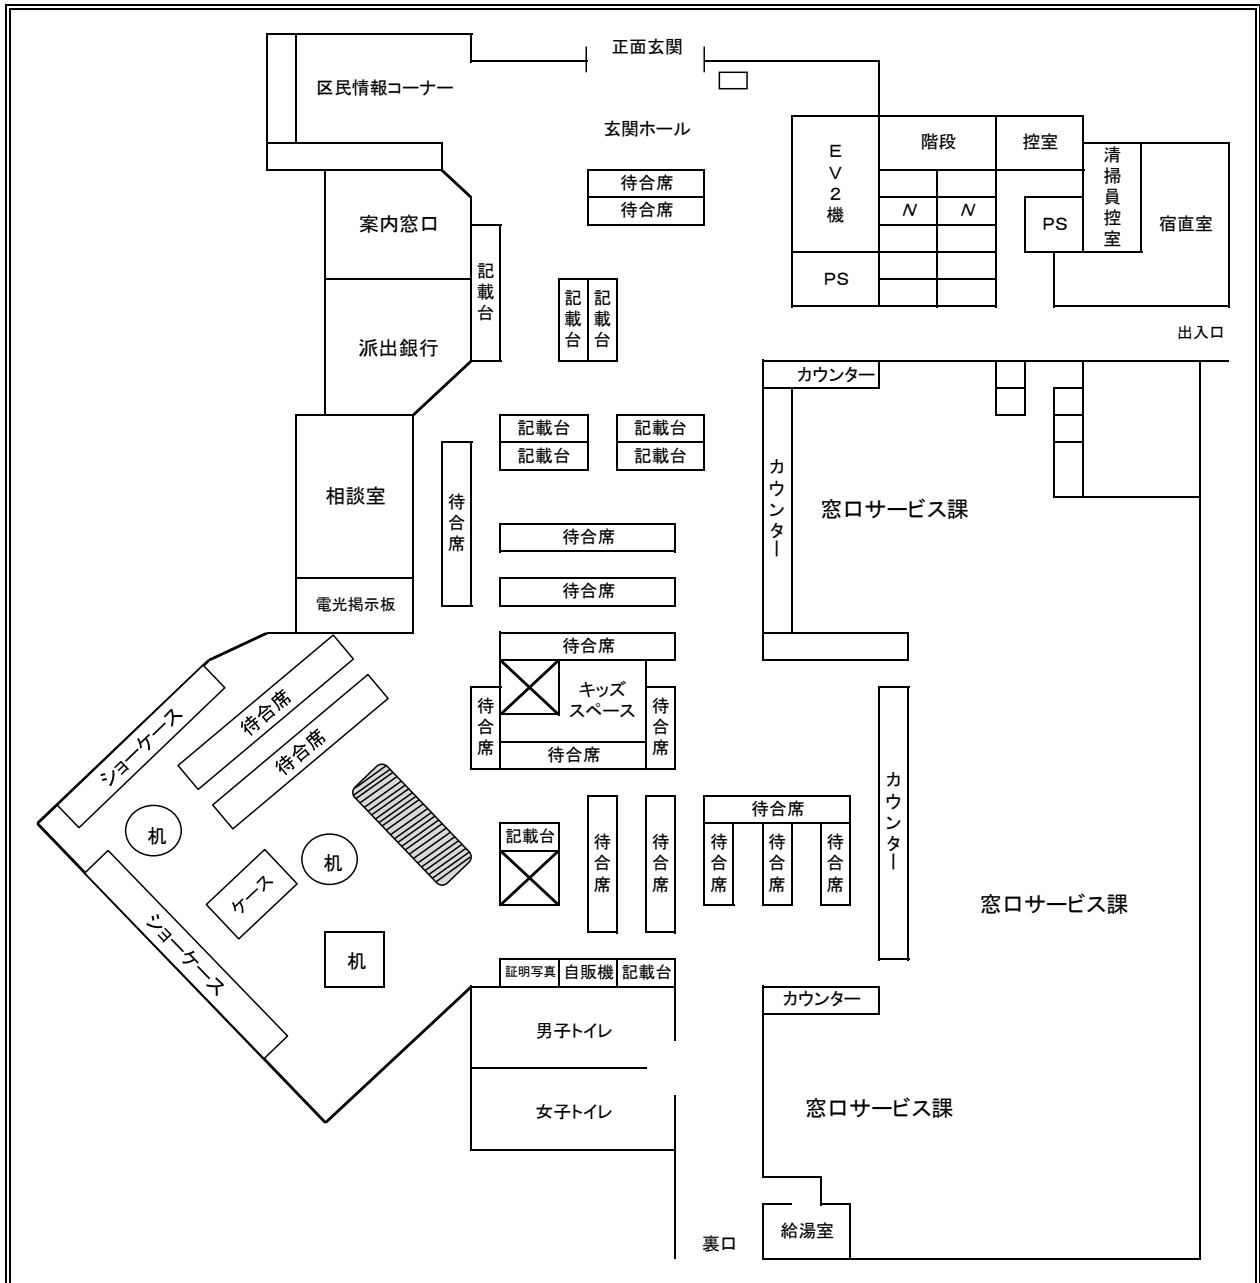 正面玄関
区民情報コーナー
玄関ホール
階段
控室
EV2機
清掃員控室
宿直室
待合席
待合席
N
N
PS
案内窓口
記載台
PS
記載台
記載台
派出銀行
出入口
カウンター
記載台
記載台
記載台
記載台
相談室
待合席
カウンター
窓口サービス課
待合席
待合席
電光掲示板
待合席
キッズ
スペース
待合席
待合席
待合席
待合席
待合席
ショーケース
カウンター
待合席
待合席
待合席
待合席
待合席
待合席
記載台
机
机
ケース
ショーケース
机
窓口サービス課
証明写真
自販機
記載台
カウンター
男子トイレ
女子トイレ
窓口サービス課
給湯室
裏口